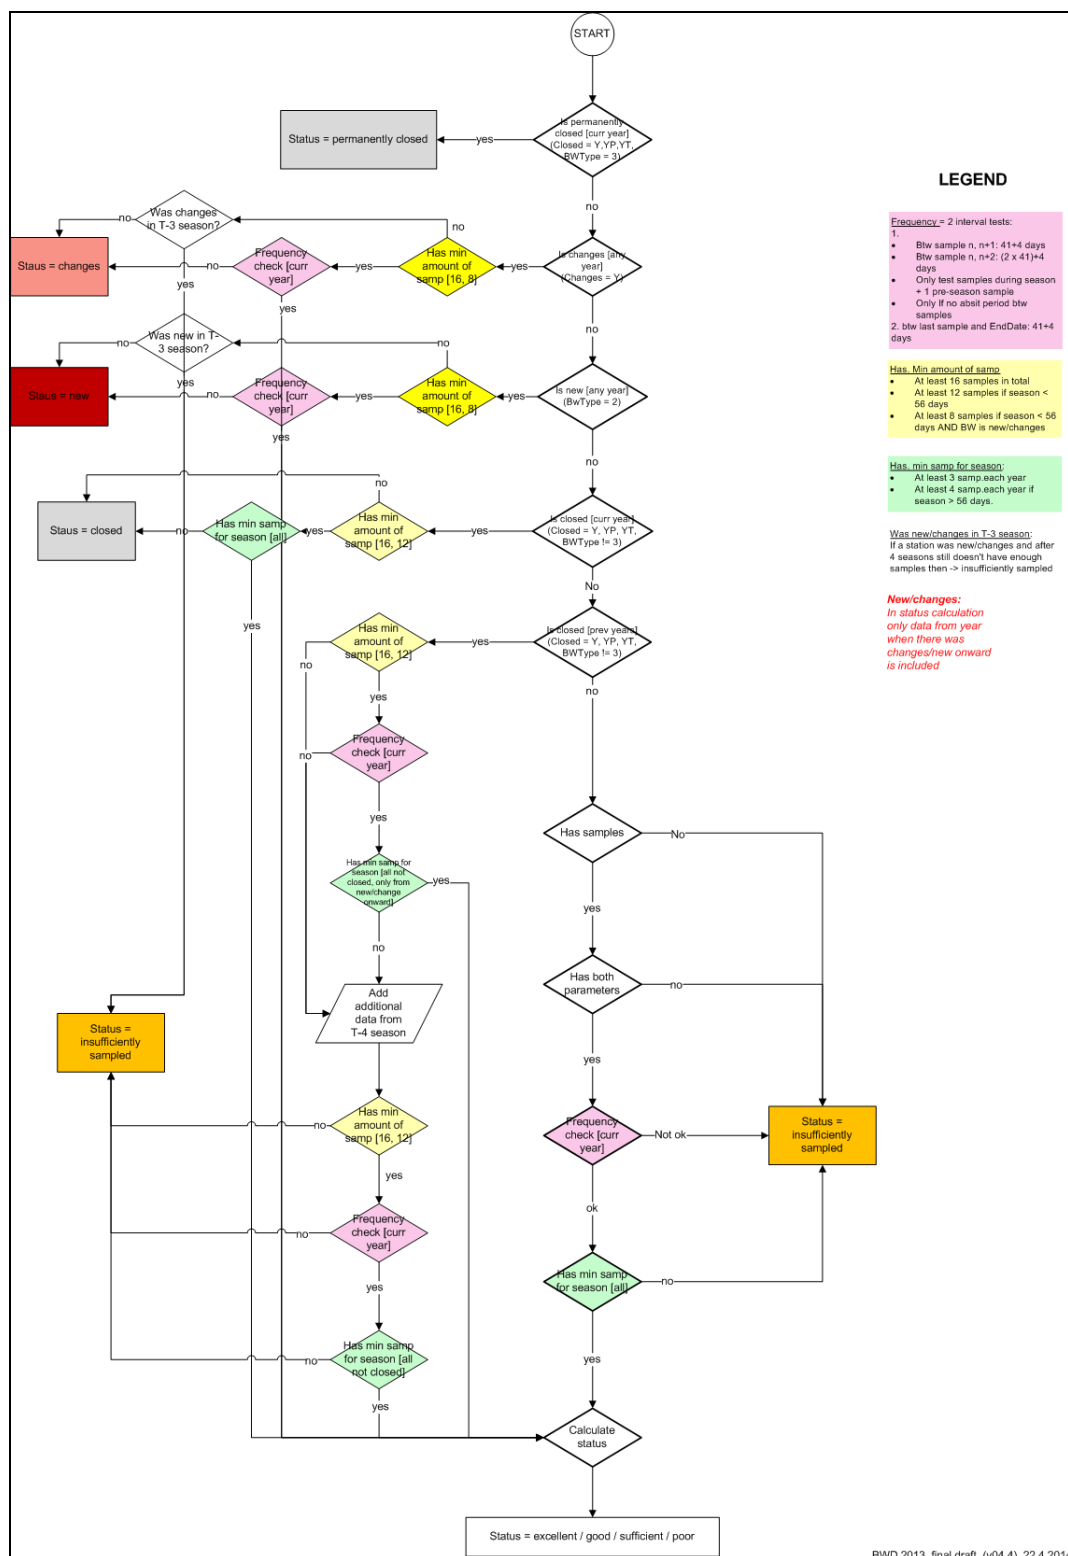 START
Is permanently
closed [curr year]
(Closed = Y,YP,YT,
BWType = 3)
yes
Status = permanently closed
no
LEGEND
Was changes
in T-3 season?
no
no
Staus = changes
Frequency
check [curr
year]
no
Has min
amount of
samp [16, 8]
yes
Is changes [any
year]
(Changes = Y)
yes
yes
no
Was new in T-
3 season?
no
no
Staus = new
yes
Frequency
check [curr
year]
no
Has min
amount of
samp [16, 8]
yes
Is new [any year]
(BwType = 2)
yes
yes
no
no
Staus = closed
Has min samp
for season [all]
no
Has min
amount of
samp [16, 12]
yes
Is closed [curr year]
(Closed = Y, YP, YT,
BWType != 3)
yes
No
yes
Has min
amount of
samp [16, 12]
yes
Is closed [prev years]
(Closed = Y, YP, YT,
BWType != 3)
no
yes
no
Frequency
check [curr
year]
no
yes
Has min samp for
season [all not
closed, only from
new/change
onward]
yes
no
Add
additional
data from
T-4 season
Has min
amount of
samp [16, 12]
no
yes
Frequency
check [curr
year]
no
yes
Has min samp
for season [all
not closed]
no
yes
Status =
insufficiently
sampled
Has samples
No
yes
Has both
parameters
no
yes
Frequency
check [curr
year]
Not ok
Status =
insufficiently
sampled
ok
Has min samp
for season [all]
no
yes
Calculate
status
Status = excellent / good / sufficient / poor
Frequency = 2 interval tests:
1.
• Btw sample n, n+1: 41+4 days
• Btw sample n, n+2: (2 x 41)+4
days
• Only test samples during season
+ 1 pre-season sample
• Only If no absit period btw
samples
2. btw last sample and EndDate: 41+4
days
Has. Min amount of samp
• At least 16 samples in total
• At least 12 samples if season <
56 days
• At least 8 samples if season < 56
days AND BW is new/changes
Has. min samp for season:
• At least 3 samp.each year
• At least 4 samp.each year if
season > 56 days.
Was new/changes in T-3 season:
If a station was new/changes and after
4 seasons still doesn't have enough
samples then -> insufficiently sampled
New/changes:
In status calculation
only data from year
when there was
changes/new onward
is included
BWD 2013, final draft, (v04.4), 22.4.2014